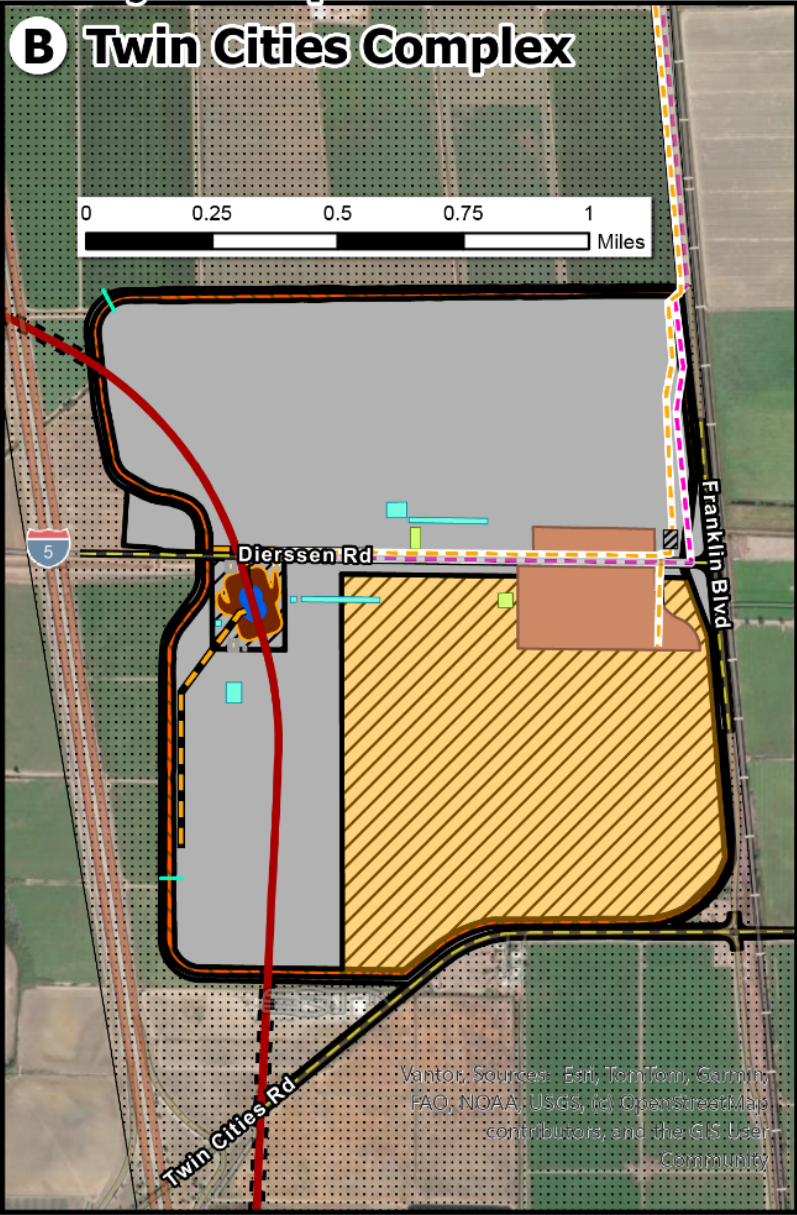 B Twin Cities Complex
0 0.25 0.5 0.75 1
Miles
5
Dierssen Rd
Franklin Blvd
Twin Cities Rd
Vantor, Sources: Esri, TomTom, Garmin,
FAO, NOAA, USGS, (c) OpenStreetMap
contributors, and the GIS User
Community